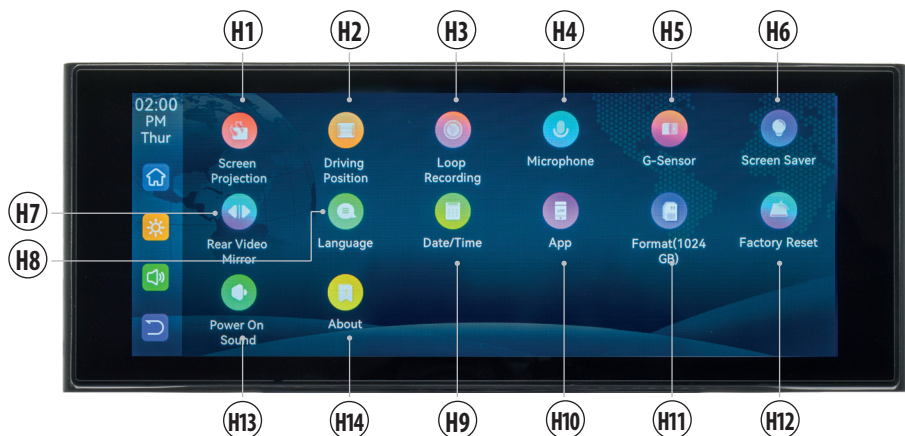 H1 H2 H3 H4 H5 H6
02:00
PM
Thur
Screen
Projection
Driving
Position
Loop
Recording
Microphone
G-Sensor
Screen Saver
H7
H8
Rear Video
Mirror
Language
Date/Time
App
Format(1024
GB)
Factory Reset
Power On
Sound
About
H13 H14 H9 H10 H11 H12